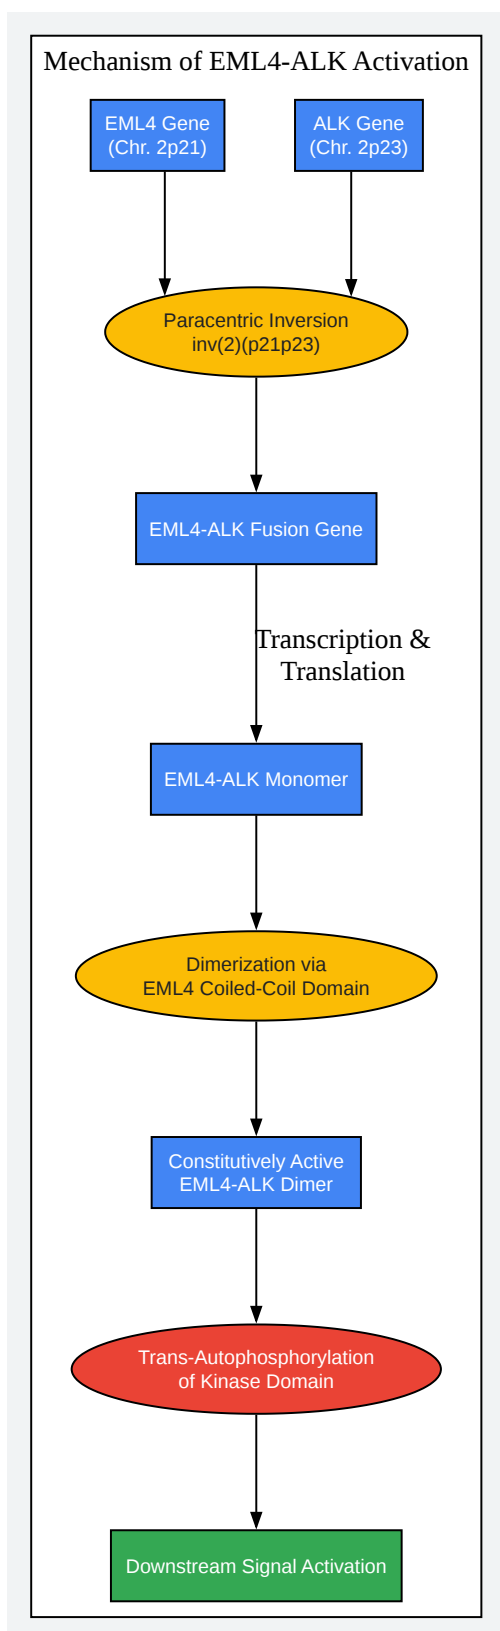 Mechanism of EML4-ALK Activation
EML4 Gene
(Chr. 2p21)
ALK Gene
(Chr. 2p23)
Paracentric Inversion
inv(2)(p21p23)
EML4-ALK Fusion Gene
Transcription &
Translation
EML4-ALK Monomer
Dimerization via
EML4 Coiled-Coil Domain
Constitutively Active
EML4-ALK Dimer
Trans-Autophosphorylation
of Kinase Domain
Downstream Signal Activation